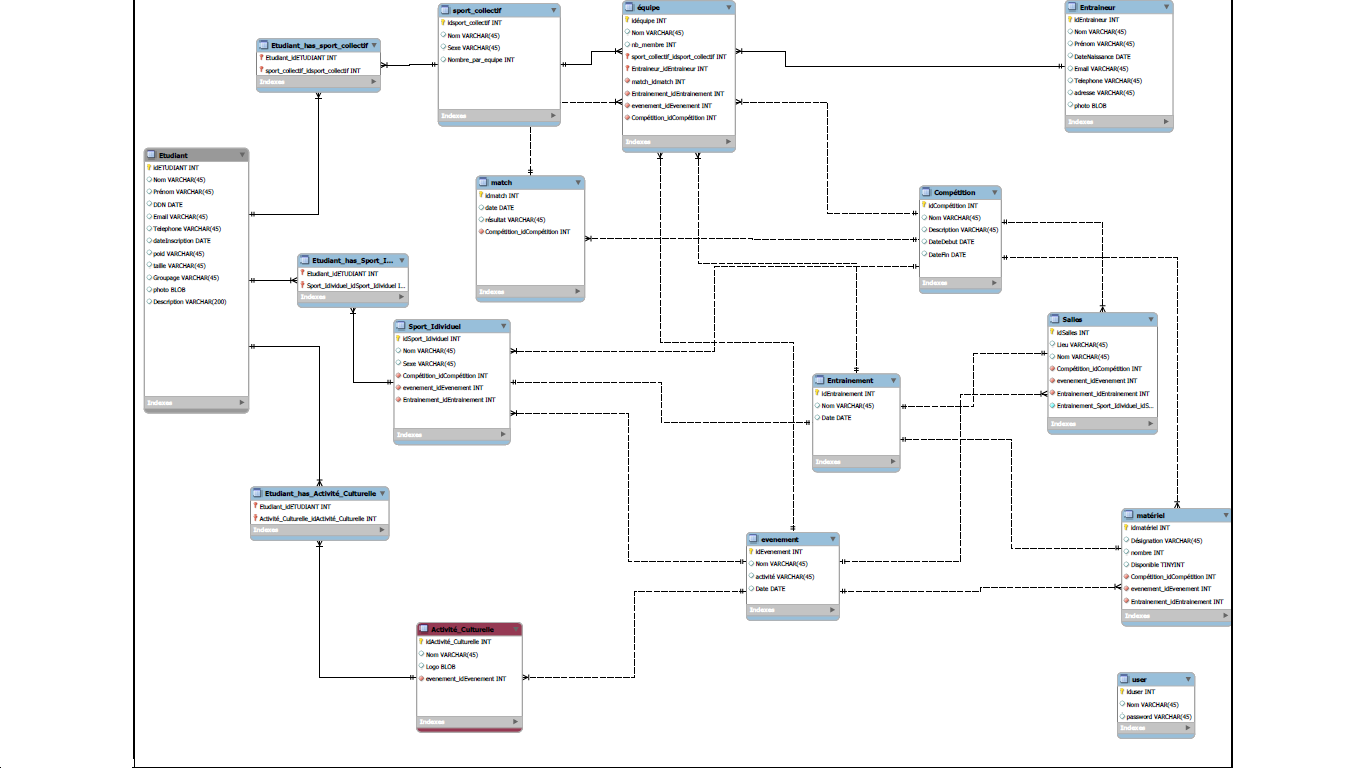 sport_collectif
idsport_collectif INT
Nom VARCHAR(45)
Sexe VARCHAR(45)
Nombre_par_equipe INT
Indexes
équipe
idéquipe INT
Nom VARCHAR(45)
nb_membre INT
sport_collectif_idsport_collectif INT
Entraineur_idEntraineur INT
match_idmatch INT
Entrainement_idEntrainement INT
evenement_idEvenement INT
Compétition_idCompétition INT
Indexes
Entraineur
idEntraineur INT
Nom VARCHAR(45)
Prénom VARCHAR(45)
DateNaissance DATE
Email VARCHAR(45)
Telephone VARCHAR(45)
adresse VARCHAR(45)
photo BLOB
Indexes
Etudiant_has_sport_collectif
Etudiant_idETUDIANT INT
sport_collectif_idsport_collectif INT
Indexes
Etudiant
idETUDIANT INT
Nom VARCHAR(45)
Prénom VARCHAR(45)
DDN DATE
Email VARCHAR(45)
Telephone VARCHAR(45)
dateInscription DATE
poid VARCHAR(45)
taille VARCHAR(45)
Groupage VARCHAR(45)
photo BLOB
Description VARCHAR(200)
Indexes
match
idmatch INT
date DATE
résultat VARCHAR(45)
Compétition_idCompétition INT
Indexes
Compétition
idCompétition INT
Nom VARCHAR(45)
Description VARCHAR(45)
DateDebut DATE
DateFin DATE
Indexes
Etudiant_has_Sport_I...
Etudiant_idETUDIANT INT
Sport_Idividuel_idSport_Idividuel I...
Indexes
Sport_Idividuel
idSport_Idividuel INT
Nom VARCHAR(45)
Sexe VARCHAR(45)
Compétition_idCompétition INT
evenement_idEvenement INT
Entrainement_idEntrainement INT
Indexes
Salles
idSalles INT
Lieu VARCHAR(45)
Nom VARCHAR(45)
Compétition_idCompétition INT
evenement_idEvenement INT
Entrainement_idEntrainement INT
Entrainement_Sport_Idividuel_idS...
Indexes
Entrainement
idEntrainement INT
Nom VARCHAR(45)
Date DATE
Indexes
Etudiant_has_Activité_Culturelle
Etudiant_idETUDIANT INT
Activité_Culturelle_idActivité_Culturelle INT
Indexes
evenement
idEvenement INT
Nom VARCHAR(45)
activité VARCHAR(45)
Date DATE
Indexes
matériel
idmatériel INT
Désignation VARCHAR(45)
nombre INT
Disponible TINYINT
Compétition_idCompétition INT
evenement_idEvenement INT
Entrainement_idEntrainement INT
Indexes
Activité_Culturelle
idActivité_Culturelle INT
Nom VARCHAR(45)
Logo BLOB
evenement_idEvenement INT
Indexes
user
iduser INT
Nom VARCHAR(45)
password VARCHAR(45)
Indexes